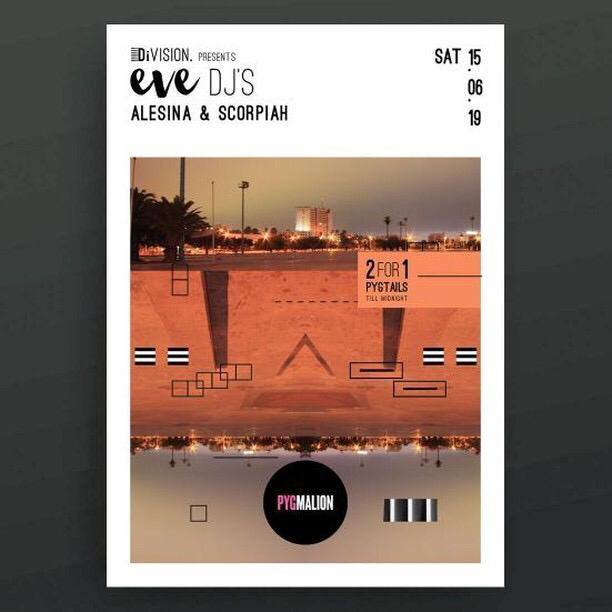 DiVISION. PRESENTS
eve DJ'S
ALESINA & SCORPIAH
SAT 15
.
06
.
19
2 FOR 1
PYGTAILS
TILL MIDNIGHT
PYGMALION